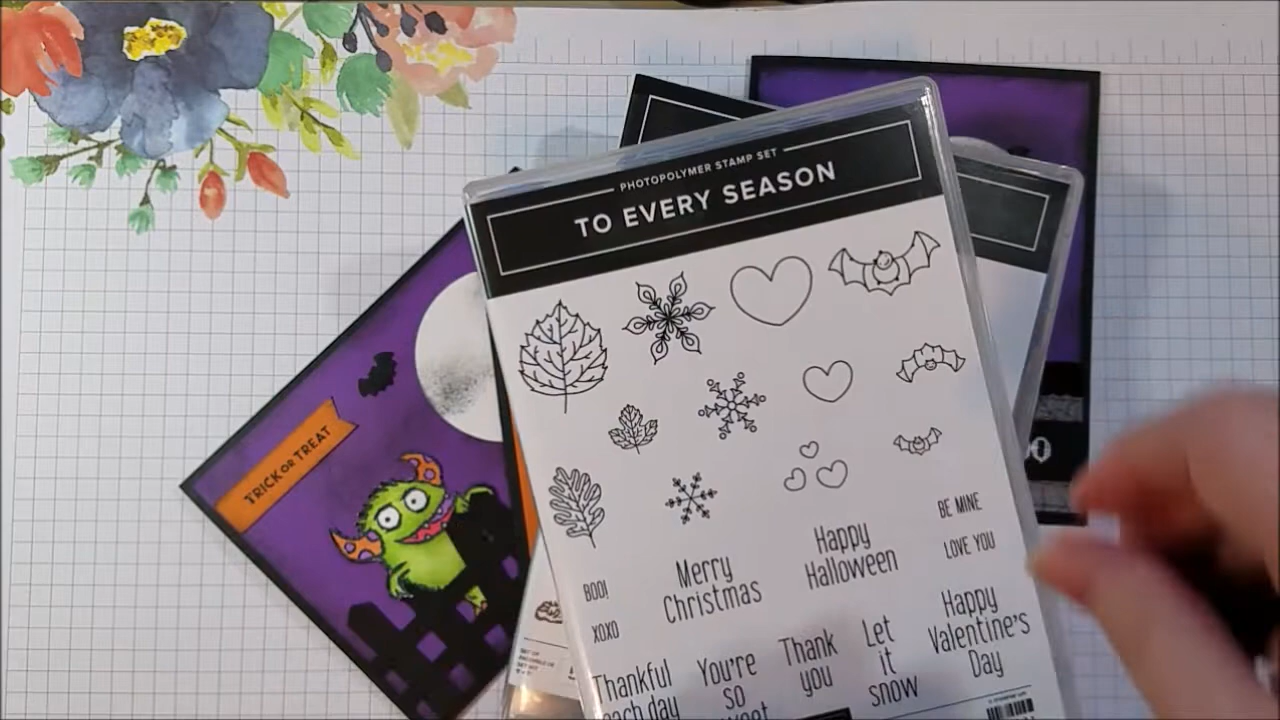 PHOTOPOLYMER STAMP SET
TO EVERY SEASON
TRICK OR TREAT
BE MINE
LOVE YOU
Happy
Halloween
Merry
Christmas
BOO!
XOXO
Happy
Valentine's
Day
Let
it
snow
Thank
you
You're
so
Thankful
each day